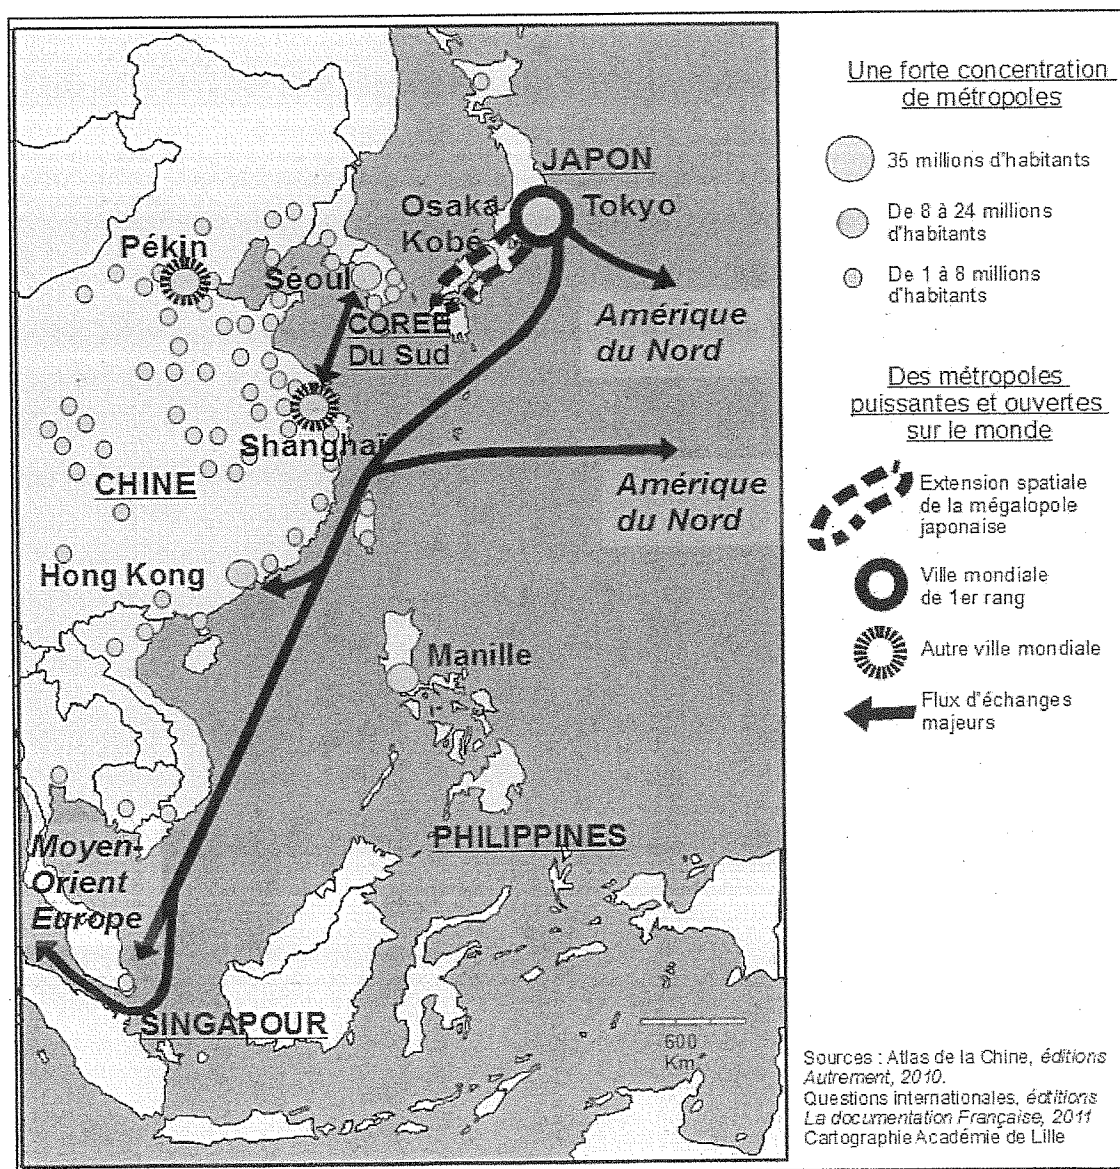 JAPON
Osaka
Kobé
Tokyo
Pékin
Séoul
CORÉE
Du Sud
Amérique
du Nord
Shanghaï
CHINE
Amérique
du Nord
Hong Kong
Manille
PHILIPPINES
Moyen-
Orient
Europe
SINGAPOUR
600
Km
Une forte concentration
de métropoles
35 millions d'habitants
De 8 à 24 millions
d'habitants
De 1 à 8 millions
d'habitants
Des métropoles
puissantes et ouvertes
sur le monde
Extension spatiale
de la mégalopole
japonaise
Ville mondiale
de 1er rang
Autre ville mondiale
Flux d'échanges
majeurs
Sources : Atlas de la Chine, éditions
Autrement, 2010.
Questions internationales, éditions
La documentation Française, 2011
Cartographie Académie de Lille